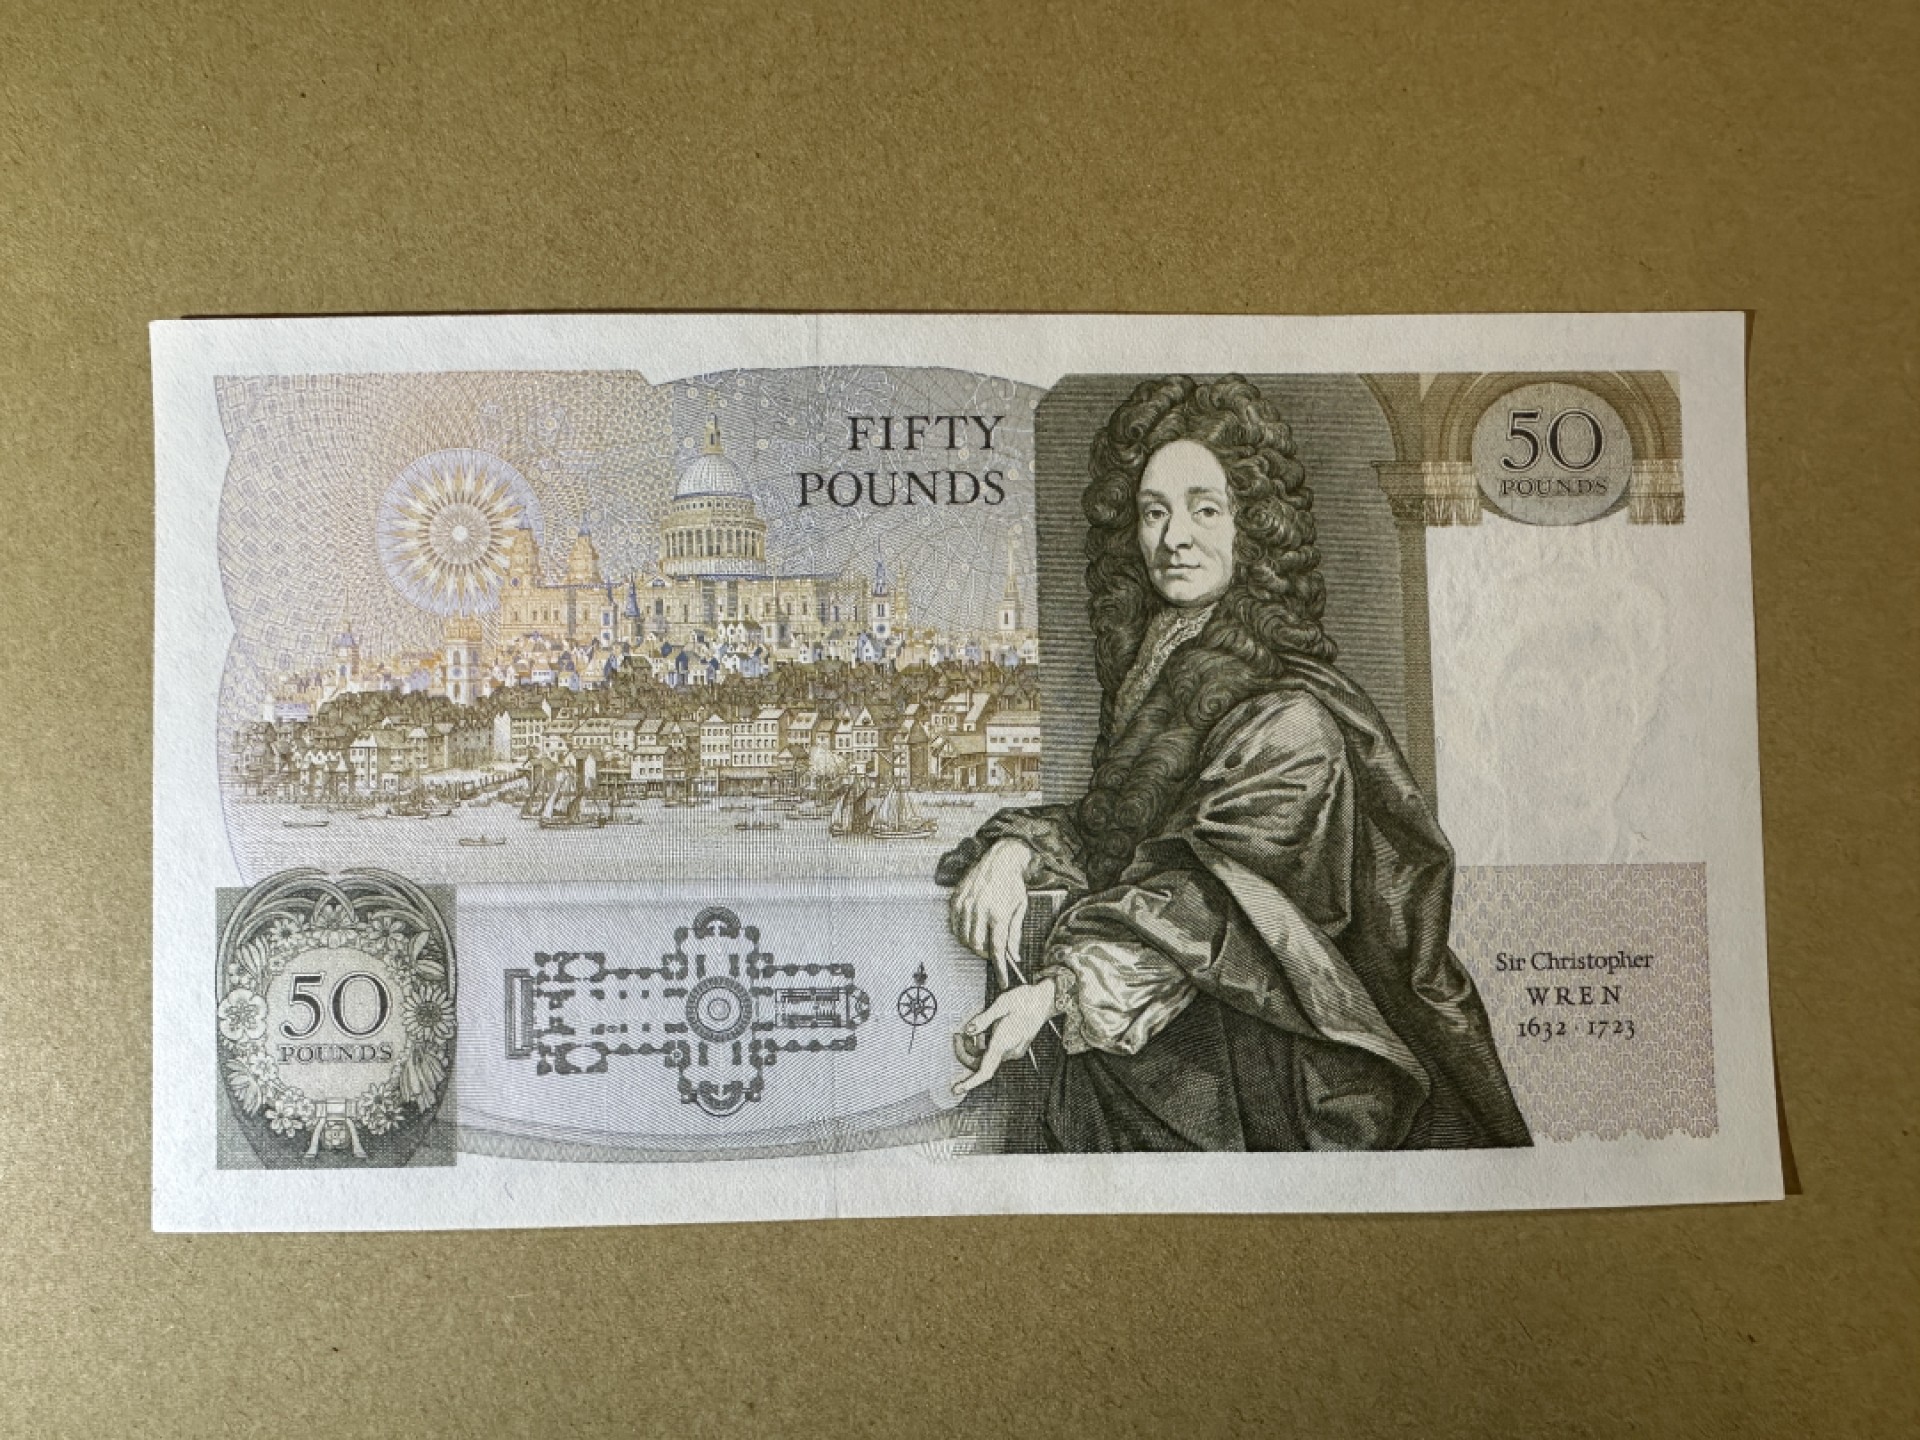 FIFTY
POUNDS
50
POUNDS
50
POUNDS
Sir Christopher
WREN
1632 · 1723